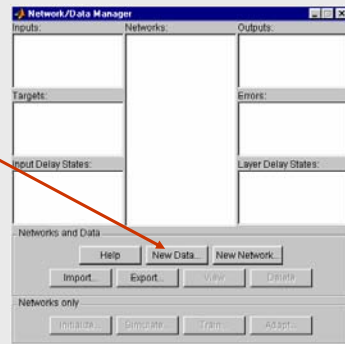 Network/Data Manager
Inputs: Networks: Outputs:
Targets: Errors:
Input Delay States: Layer Delay States:
Networks and Data
Help New Data... New Network...
Import... Export... View Delete
Networks only
Initialize... Simulate... Train... Adapt...